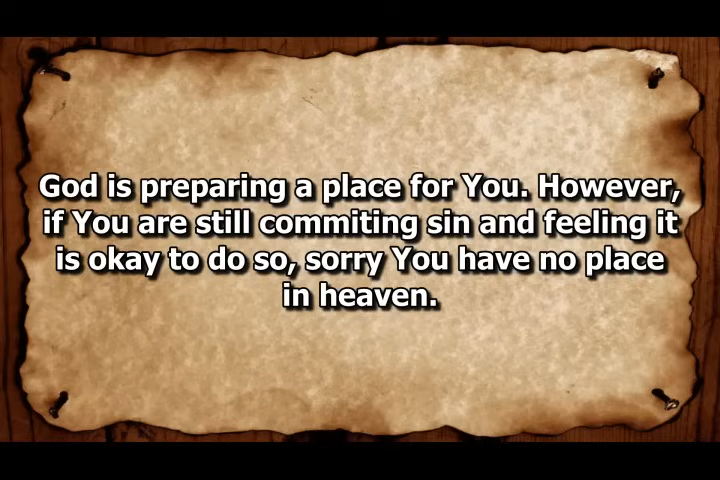 God is preparing a place for You. However,
if You are still commiting sin and feeling it
is okay to do so, sorry You have no place
in heaven.